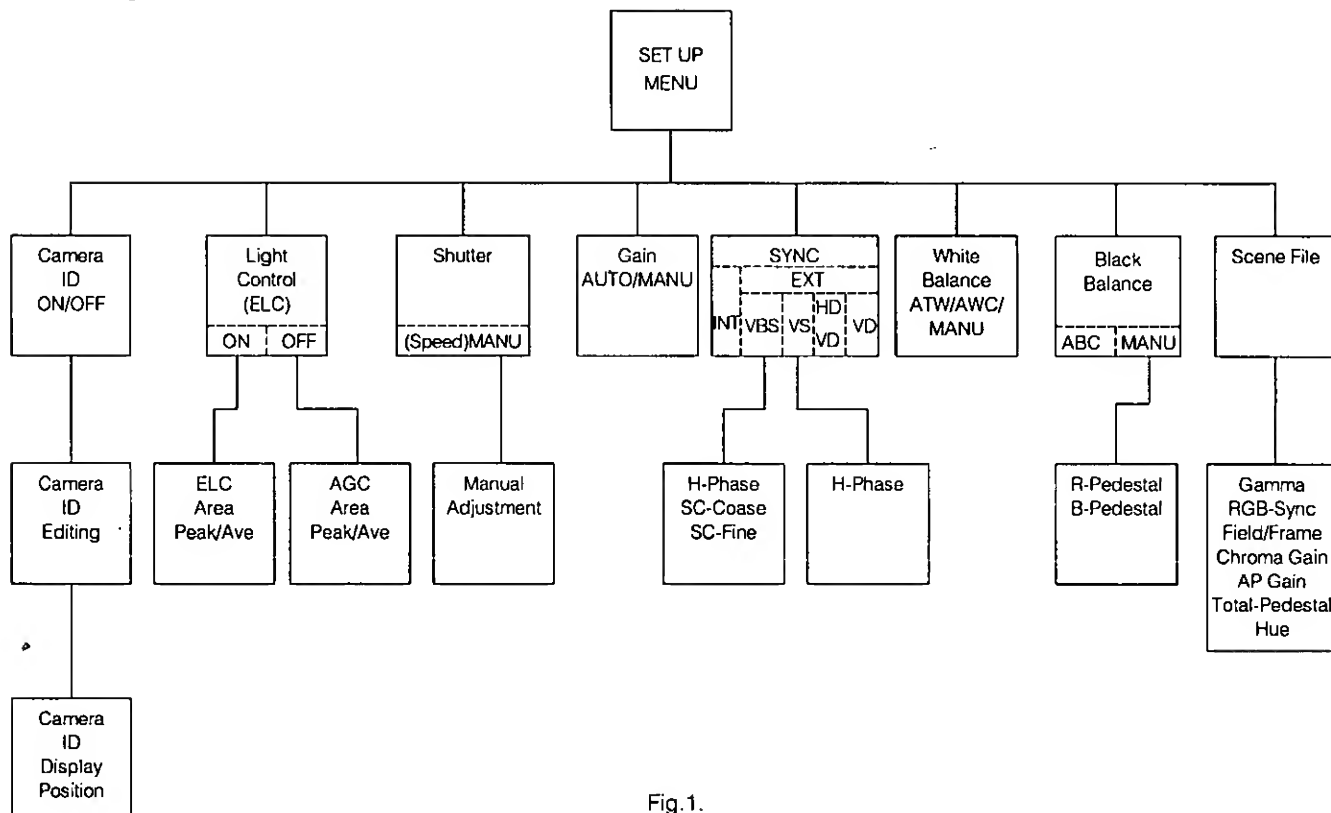 SET UP
MENU
Camera
ID
ON/OFF
Light
Control
(ELC)
ON
OFF
Shutter
(Speed)MANU
Gain
AUTO/MANU
SYNC
EXT
INT
VBS
VS
HD
VD
VD
White
Balance
ATW/AWC/
MANU
Black
Balance
ABC
MANU
Scene File
Camera
ID
Editing
ELC
Area
Peak/Ave
AGC
Area
Peak/Ave
Manual
Adjustment
H-Phase
SC-Coase
SC-Fine
H-Phase
R-Pedestal
B-Pedestal
Gamma
RGB-Sync
Field/Frame
Chroma Gain
AP Gain
Total-Pedestal
Hue
Camera
ID
Display
Position
Fig.1.